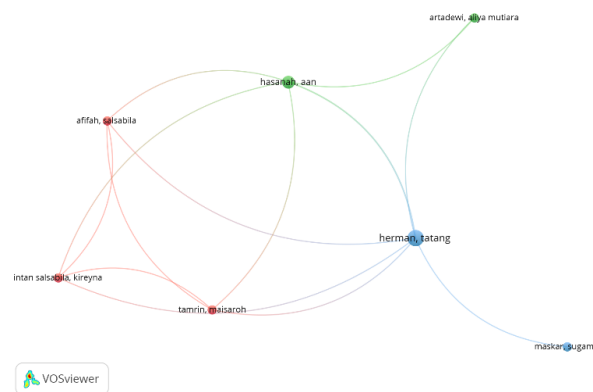 artadewi, aliya mutiara
hasanah, aan
afifah, salsabila
herman, tatang
intan salsabila, kireyna
tamrin, maisaroh
maskar, sugam
VOSviewer